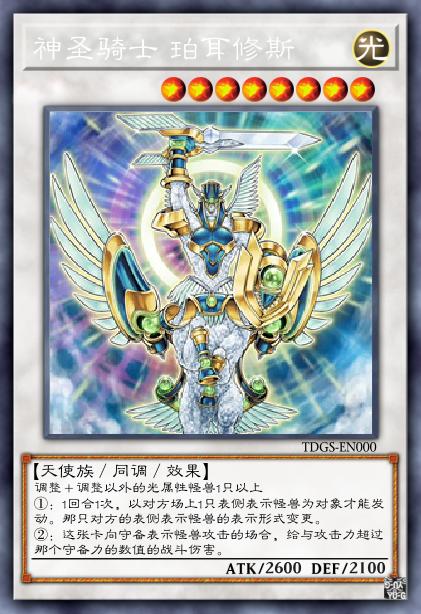 神圣骑士 珀耳修斯
光
TDGS-EN000
【天使族／同调／效果】
调整＋调整以外的光属性怪兽1只以上
①：1回合1次，以对方场上1只表侧表示怪兽为对象才能发
动。那只对方的表侧表示怪兽的表示形式变更。
②：这张卡向守备表示怪兽攻击的场合，给与攻击力超过
那个守备力的数值的战斗伤害。
ATK/2600 DEF/2100